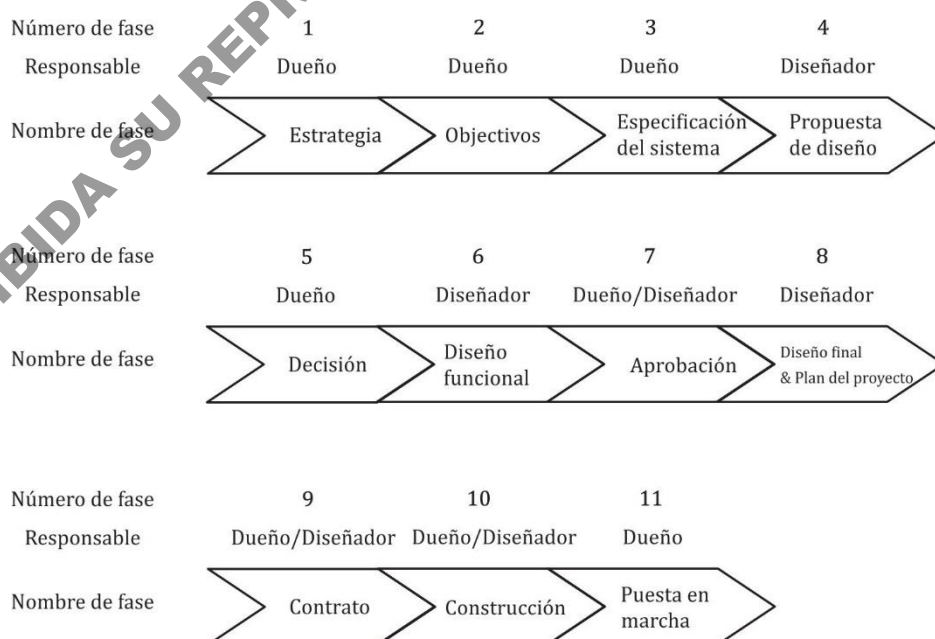 Número de fase 1 2 3 4
Responsable Dueño Dueño Dueño Diseñador
Nombre de fase Estrategia Objectivos Especificación del sistema Propuesta de diseño
Número de fase 5 6 7 8
Responsable Dueño Diseñador Dueño/Diseñador Diseñador
Nombre de fase Decisión Diseño funcional Aprobación Diseño final & Plan del proyecto
Número de fase 9 10 11
Responsable Dueño/Diseñador Dueño/Diseñador Dueño
Nombre de fase Contrato Construcción Puesta en marcha
BIDA SU REPR